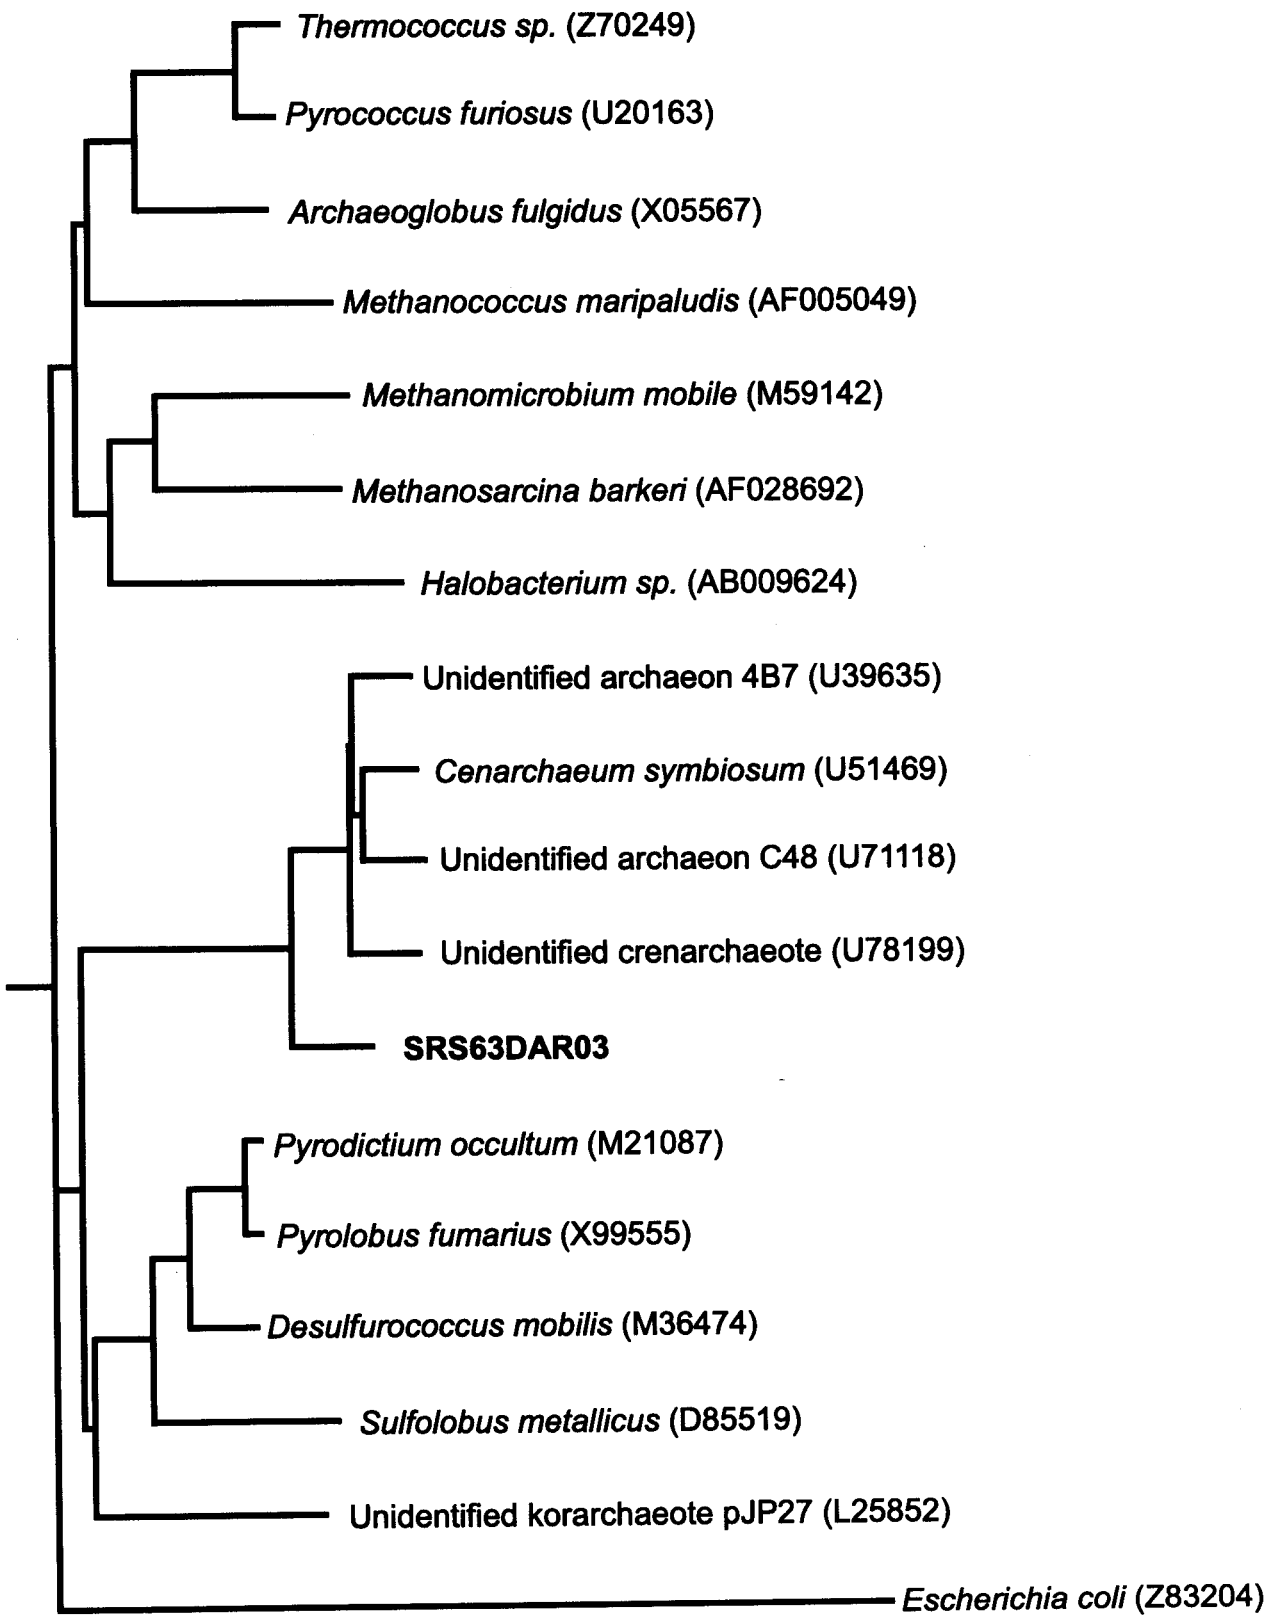 Thermococcus sp. (Z70249)
Pyrococcus furiosus (U20163)
Archaeoglobus fulgidus (X05567)
Methanococcus maripaludis (AF005049)
Methanomicrobium mobile (M59142)
Methanosarcina barkeri (AF028692)
Halobacterium sp. (AB009624)
Unidentified archaeon 4B7 (U39635)
Cenarchaeum symbiosum (U51469)
Unidentified archaeon C48 (U71118)
Unidentified crenarchaeote (U78199)
SRS63DAR03
Pyrodictium occultum (M21087)
Pyrolobus fumarius (X99555)
Desulfurococcus mobilis (M36474)
Sulfolobus metallicus (D85519)
Unidentified korarchaeote pJP27 (L25852)
Escherichia coli (Z83204)